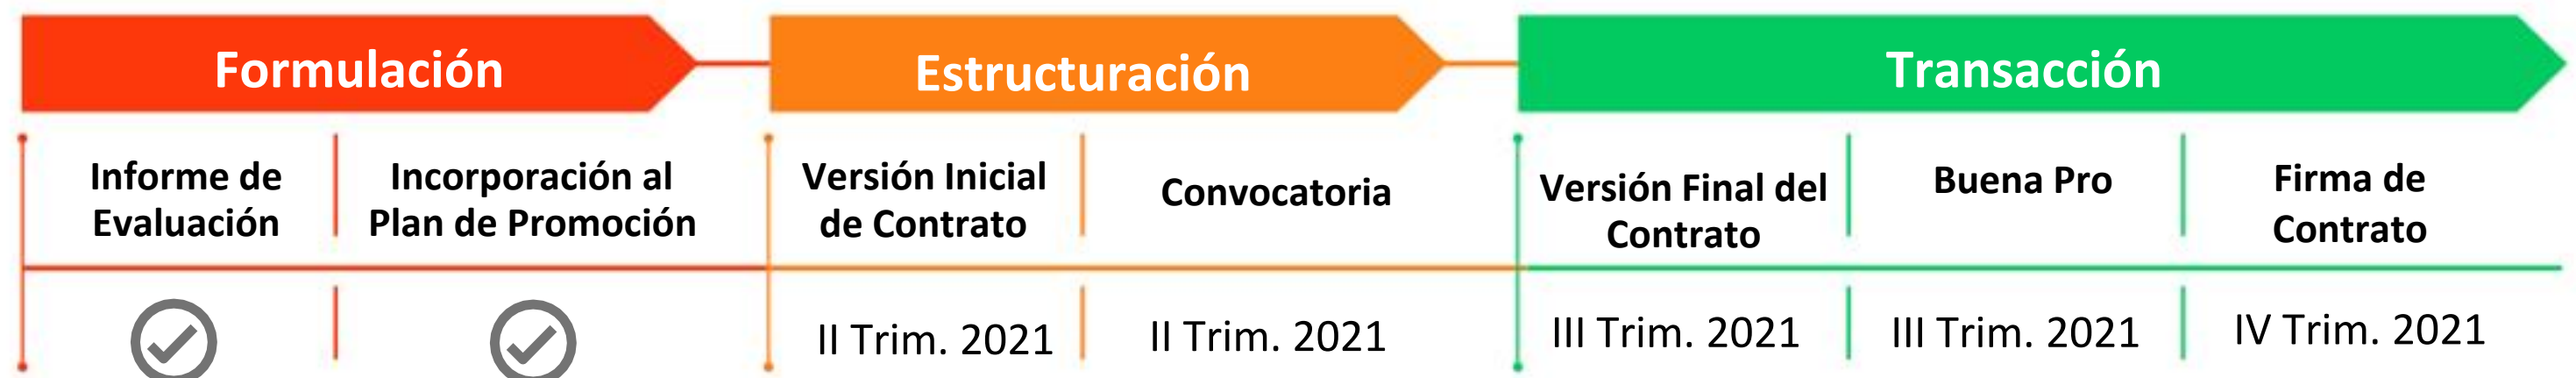 Formulación
Estructuración
Transacción
Informe de
Evaluación
Incorporación al
Plan de Promoción
Versión Inicial
de Contrato
Convocatoria
Versión Final del
Contrato
Buena Pro
Firma de
Contrato
II Trim. 2021
II Trim. 2021
III Trim. 2021
III Trim. 2021
IV Trim. 2021